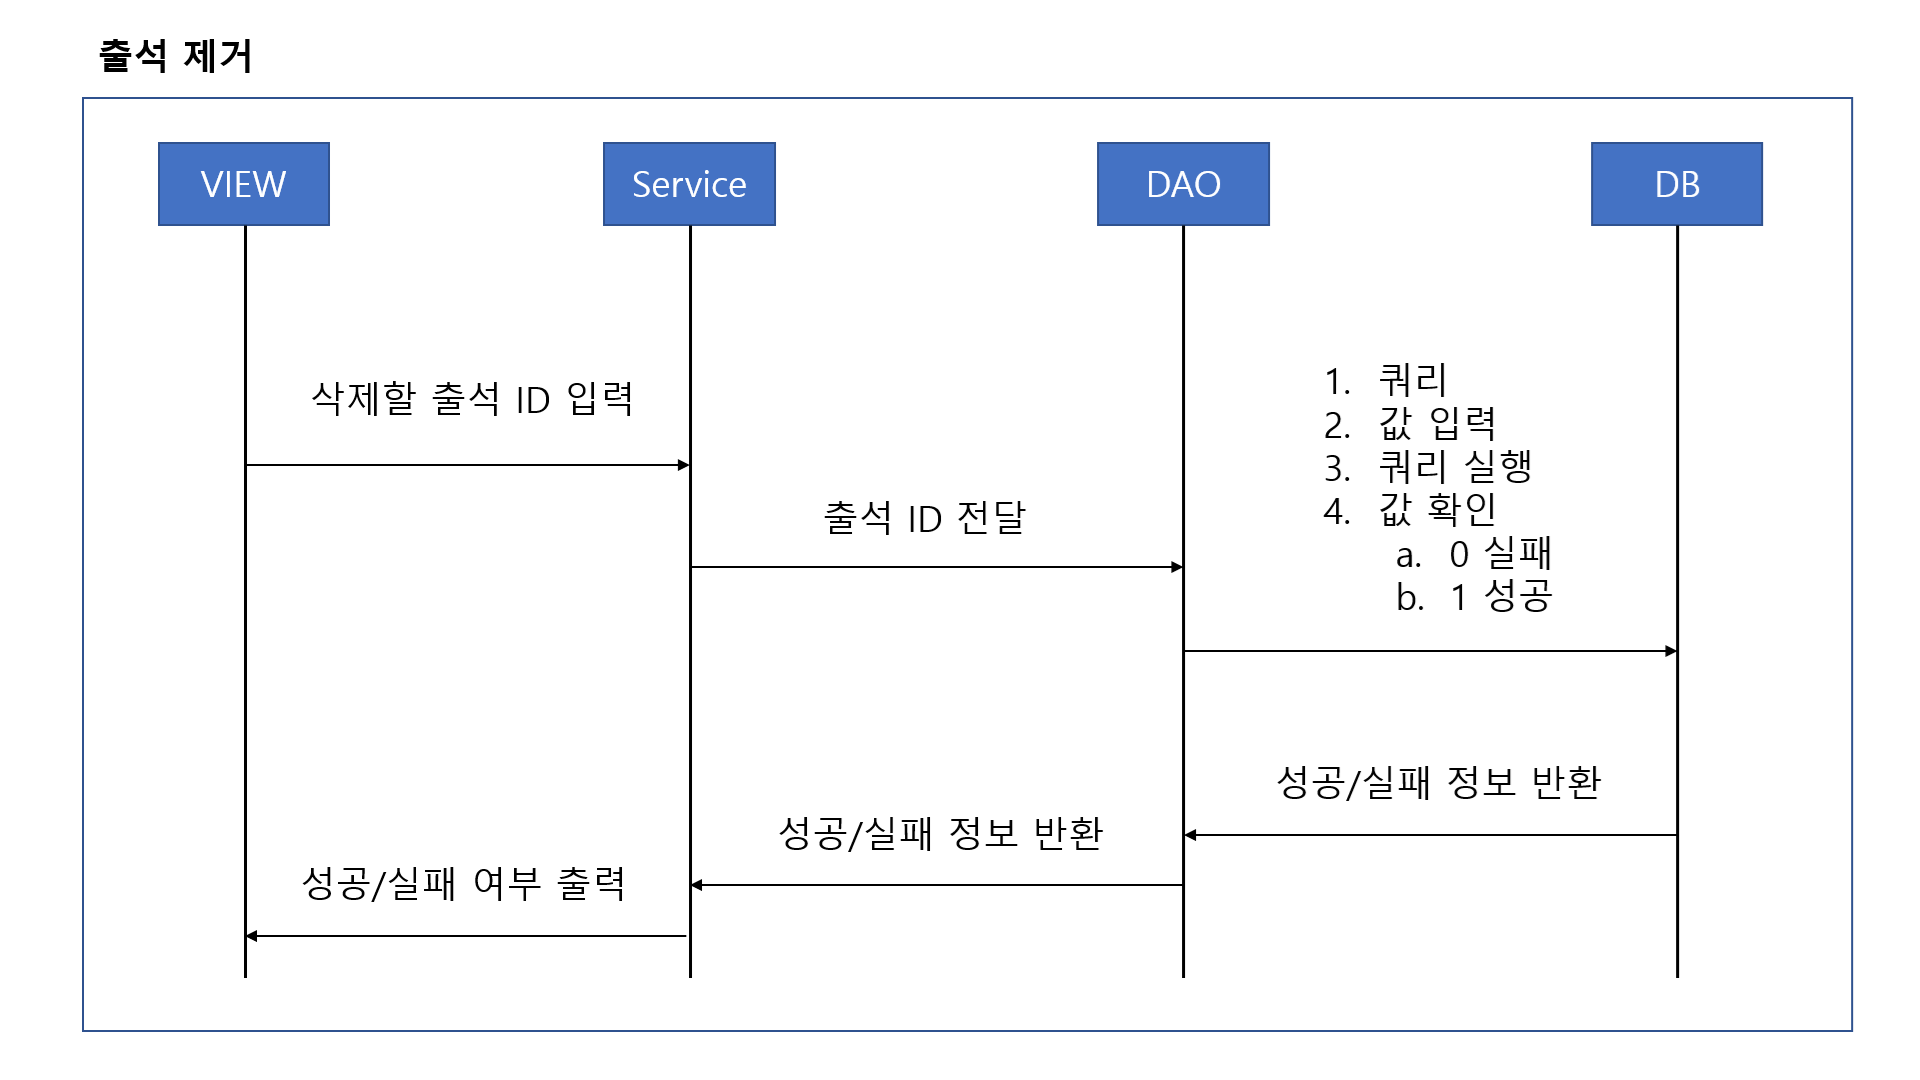 출석 제거
VIEW
Service
DAO
DB
삭제할 출석 ID 입력
출석 ID 전달
1. 쿼리
2. 값 입력
3. 쿼리 실행
4. 값 확인
a. 0 실패
b. 1 성공
성공/실패 정보 반환
성공/실패 정보 반환
성공/실패 여부 출력